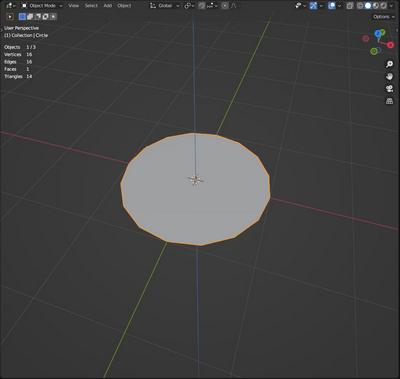 Object Mode View Select Add Object Global
Options
User Perspective
(1) Collection | Circle
Objects 1 / 3
Vertices 16
Edges 16
Faces 1
Triangles 14